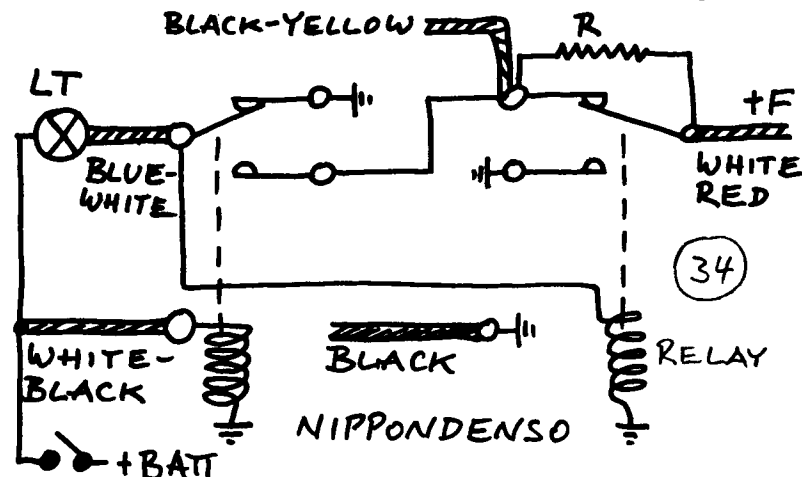 BLACK-YELLOW
R
LT
+F
BLUE-
WHITE
WHITE
RED
34
WHITE-
BLACK
BLACK
RELAY
NIPPONDENSO
+BATT